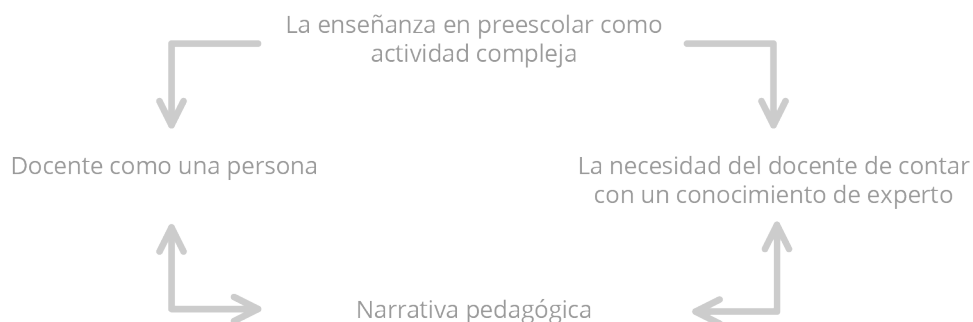 La enseñanza en preescolar como
actividad compleja
Docente como una persona
La necesidad del docente de contar
con un conocimiento de experto
Narrativa pedagógica